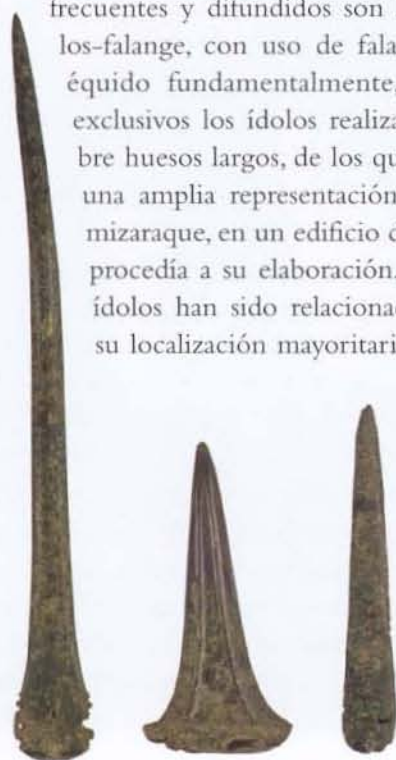 frecuentes y difundidos son
los-falange, con uso de fala
équido fundamentalmente,
exclusivos los ídolos realiza
bre huesos largos, de los qu
una amplia representación
mizaraque, en un edificio
procedía a su elaboración.
ídolos han sido relaciona
su localización mayoritari